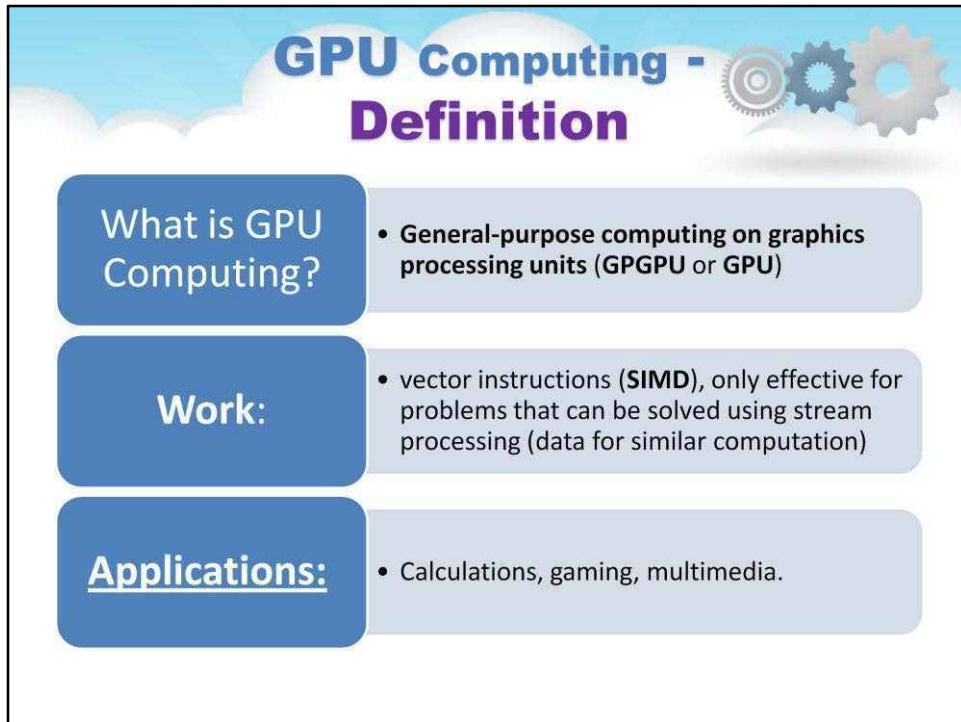 GPU Computing -
Definition
What is GPU
Computing?
• General-purpose computing on graphics
processing units (GPGPU or GPU)
Work:
• vector instructions (SIMD), only effective for
problems that can be solved using stream
processing (data for similar computation)
Applications:
• Calculations, gaming, multimedia.